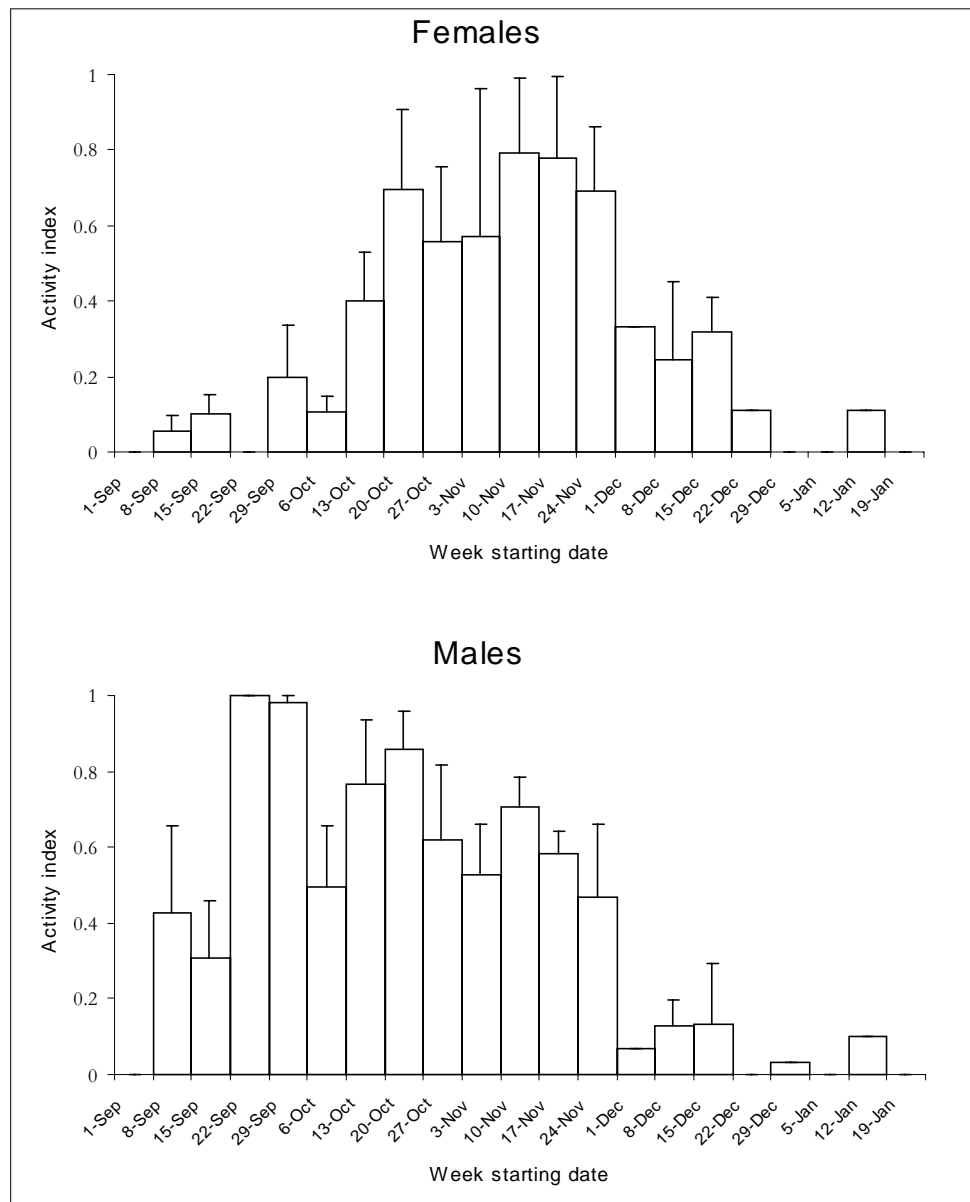 Females
1
0.8
0.6
0.4
0.2
0
Activity index
1-Sep
8-Sep
15-Sep
22-Sep
29-Sep
6-Oct
13-Oct
20-Oct
27-Oct
3-Nov
10-Nov
17-Nov
24-Nov
1-Dec
8-Dec
15-Dec
22-Dec
29-Dec
5-Jan
12-Jan
19-Jan
Week starting date
Males
1
0.8
0.6
0.4
0.2
0
Activity index
1-Sep
8-Sep
15-Sep
22-Sep
29-Sep
6-Oct
13-Oct
20-Oct
27-Oct
3-Nov
10-Nov
17-Nov
24-Nov
1-Dec
8-Dec
15-Dec
22-Dec
29-Dec
5-Jan
12-Jan
19-Jan
Week starting date